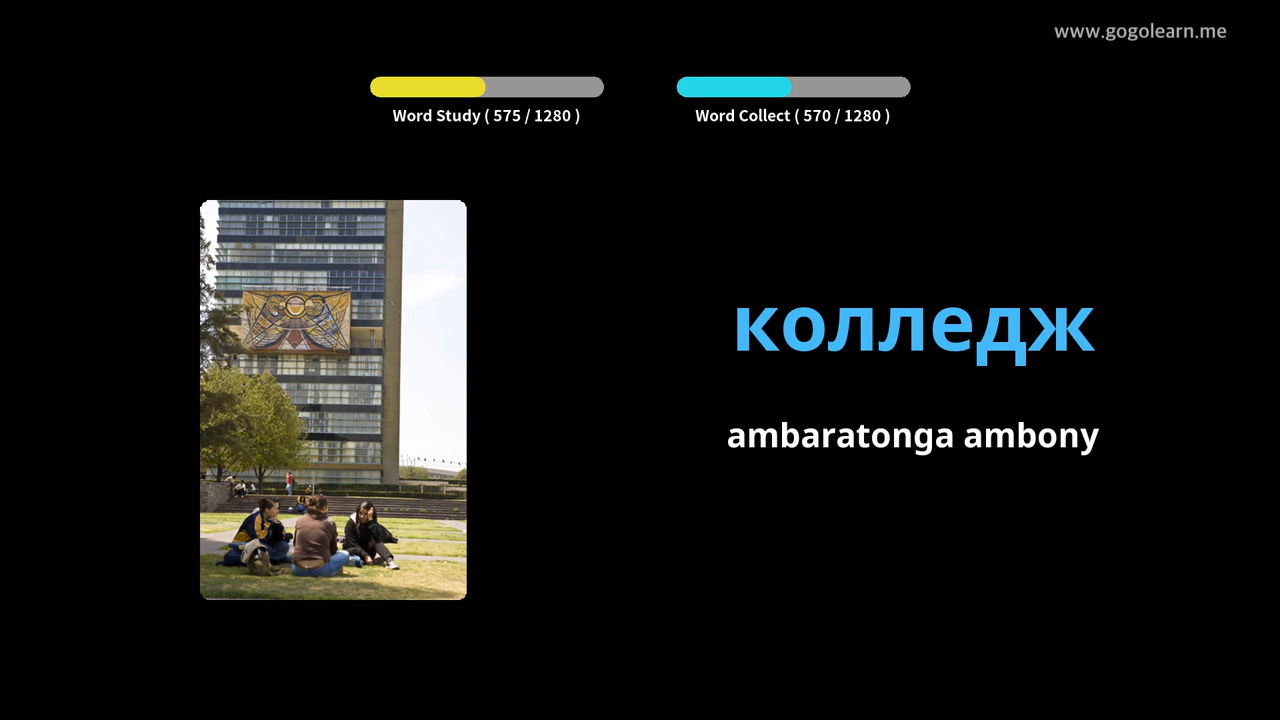 www.gogolearn.me
Word Study ( 575 / 1280 )
Word Collect ( 570 / 1280 )
колледж
ambaratonga ambony